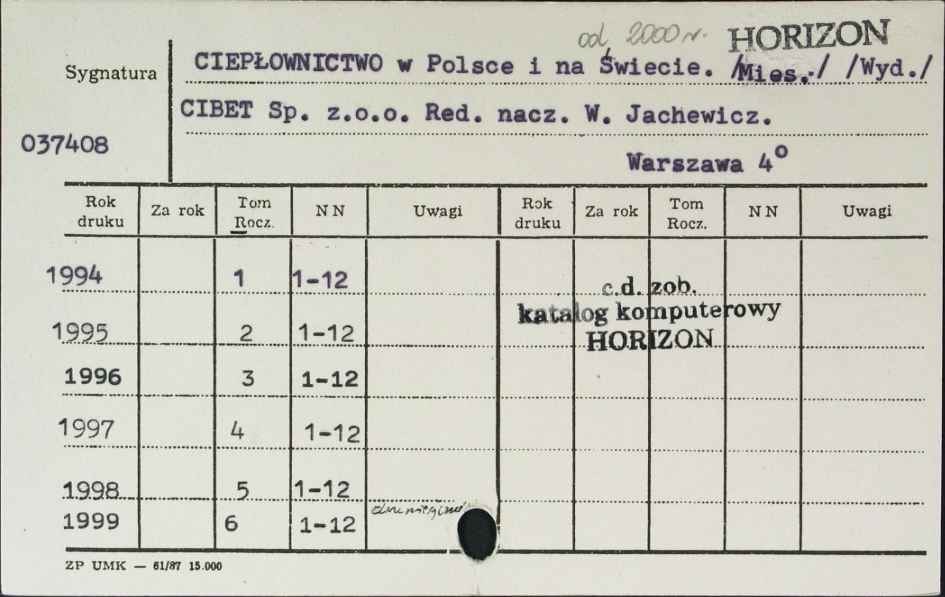 od 2000 r. HORIZON
Sygnatura
CIEPŁOWNICTWO w Polsce i na Świecie. /Mies./ /Wyd./
CIBET Sp. z.o.o. Red. nacz. W. Jachewicz.
037408
Warszawa 4°
Rok druku Za rok Tom Rocz. NN Uwagi Rok druku Za rok Tom Rocz. NN Uwagi
1994 1 1-12
c.d. zob.
katalog komputerowy
HORIZON
1995 2 1-12
1996 3 1-12
1997 4 1-12
1998 5 1-12
1999 6 1-12
ZP UMK — 61/87 15.000